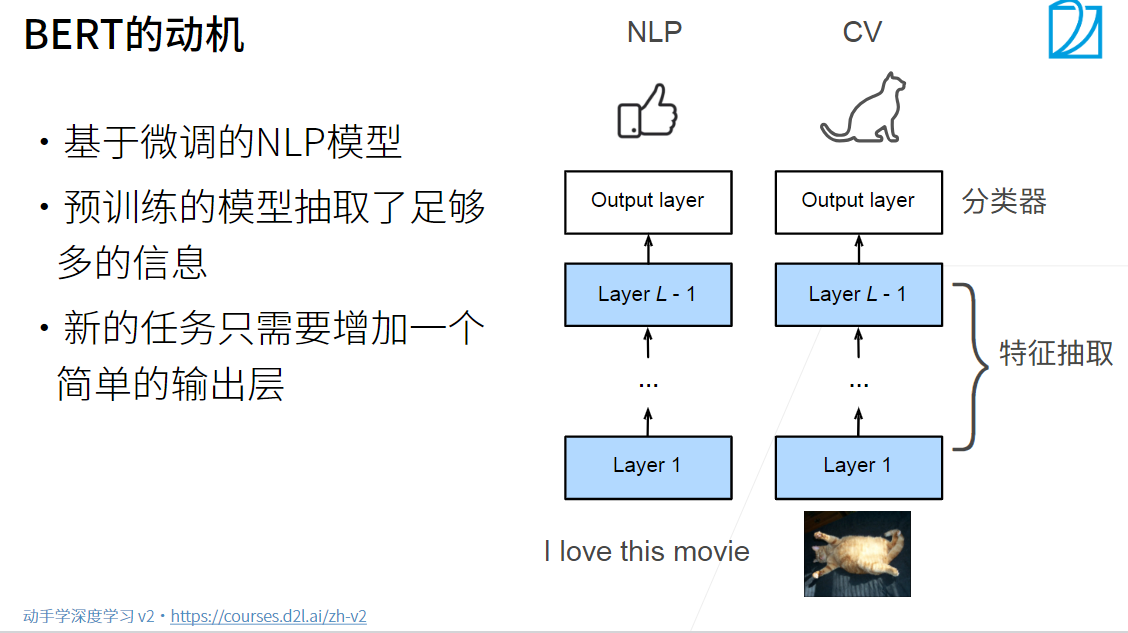 BERT的动机
• 基于微调的NLP模型
• 预训练的模型抽取了足够
多的信息
• 新的任务只需要增加一个
简单的输出层
NLP
CV
Output layer
Output layer
分类器
Layer L - 1
Layer L - 1
...
...
特征抽取
Layer 1
Layer 1
I love this movie
动手学深度学习 v2 • https://courses.d2l.ai/zh-v2